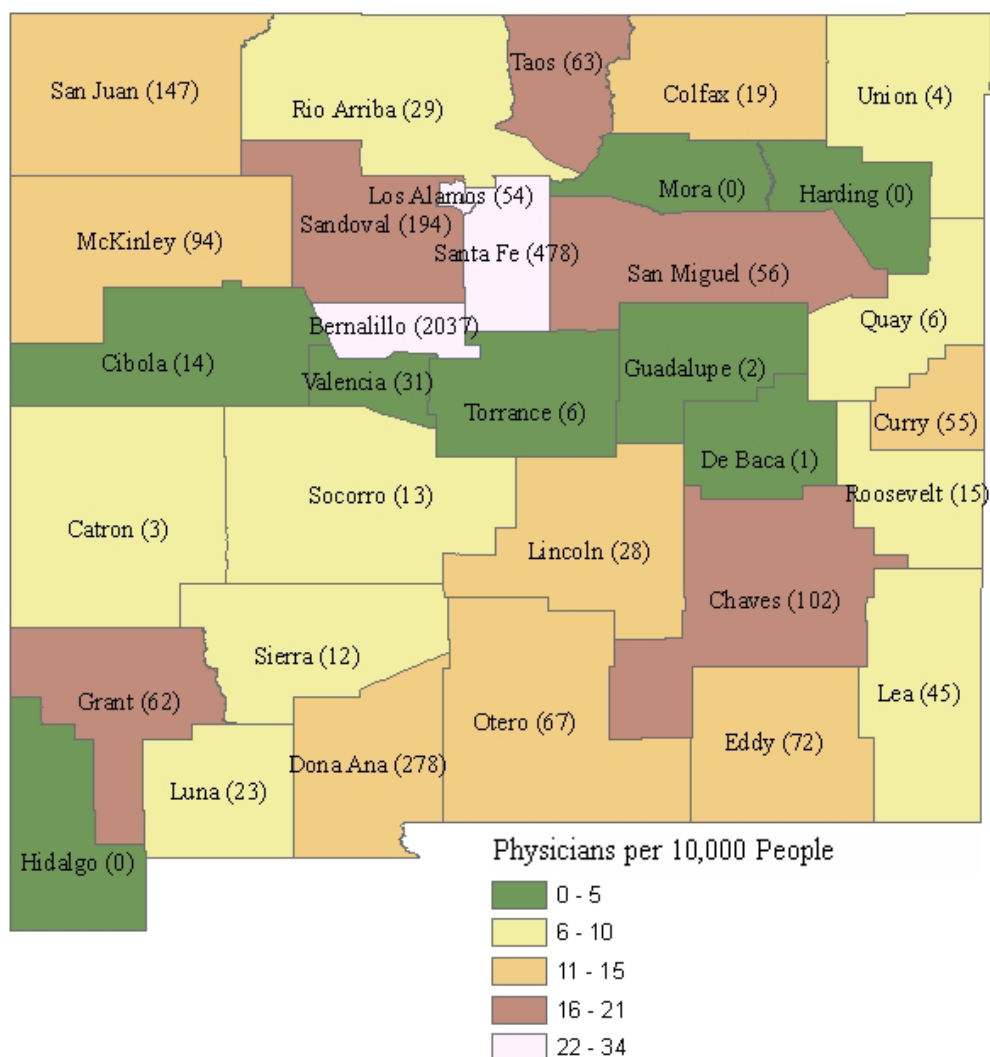 Taos (63)
San Juan (147)
Colfax (19)
Union (4)
Rio Arriba (29)
Mora (0)
Harding (0)
Los Alamos (54)
Sandoval (194)
McKinley (94)
Santa Fe (478)
San Miguel (56)
Bernalillo (2037)
Quay (6)
Cibola (14)
Guadalupe (2)
Valencia (31)
Torrance (6)
Curry (55)
De Baca (1)
Socorro (13)
Roosevelt (15)
Catron (3)
Lincoln (28)
Chaves (102)
Sierra (12)
Grant (62)
Lea (45)
Otero (67)
Eddy (72)
Dona Ana (278)
Luna (23)
Hidalgo (0)
Physicians per 10,000 People
0 - 5
6 - 10
11 - 15
16 - 21
22 - 34